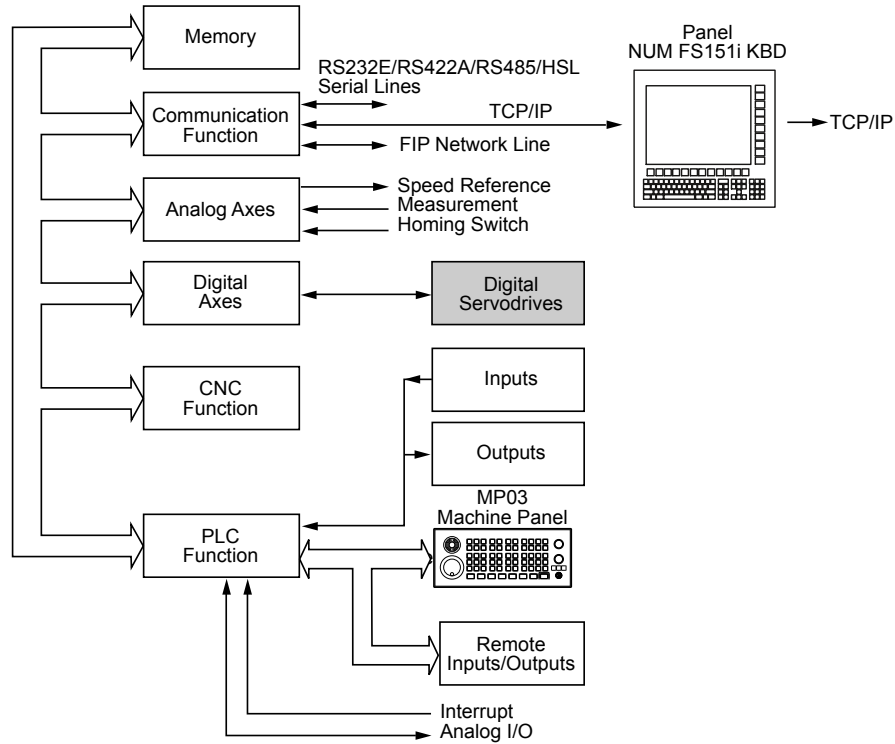 Memory
Panel
NUM FS151i KBD
RS232E/RS422A/RS485/HSL
Serial Lines
Communication
Function
TCP/IP
TCP/IP
FIP Network Line
Analog Axes
Speed Reference
Measurement
Homing Switch
Digital
Axes
Digital
Servodrives
CNC
Function
Inputs
Outputs
MP03
Machine Panel
PLC
Function
Remote
Inputs/Outputs
Interrupt
Analog I/O